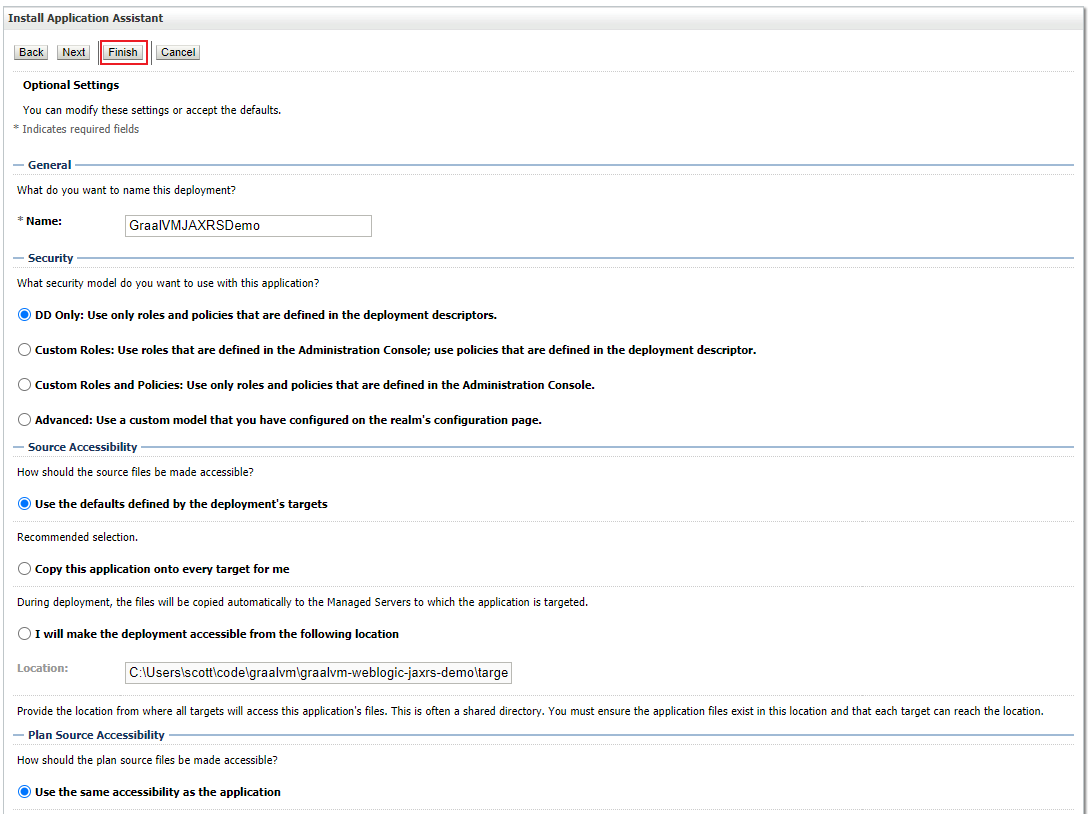 Install Application Assistant
Back Next Finish Cancel
Optional Settings
You can modify these settings or accept the defaults.
* Indicates required fields
General
What do you want to name this deployment?
* Name: GraalVMJAXRSDemo
Security
What security model do you want to use with this application?
DD Only: Use only roles and policies that are defined in the deployment descriptors.
Custom Roles: Use roles that are defined in the Administration Console; use policies that are defined in the deployment descriptor.
Custom Roles and Policies: Use only roles and policies that are defined in the Administration Console.
Advanced: Use a custom model that you have configured on the realm's configuration page.
Source Accessibility
How should the source files be made accessible?
Use the defaults defined by the deployment's targets
Recommended selection.
Copy this application onto every target for me
During deployment, the files will be copied automatically to the Managed Servers to which the application is targeted.
I will make the deployment accessible from the following location
Location: C:\Users\scott\code\graalvm\graalvm-weblogic-jaxrs-demo\targe
Provide the location from where all targets will access this application's files. This is often a shared directory. You must ensure the application files exist in this location and that each target can reach the location.
Plan Source Accessibility
How should the plan source files be made accessible?
Use the same accessibility as the application